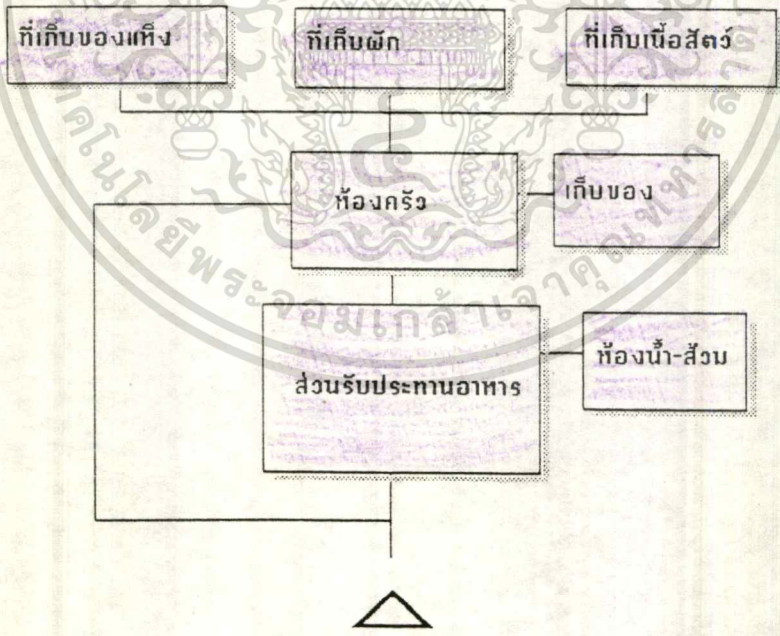 ที่เก็บของแห้ง
ที่เก็บผัก
ที่เก็บเนื้อสัตว์
ห้องครัว
เก็บของ
ส่วนรับประทานอาหาร
ห้องน้ำ-ส้วม